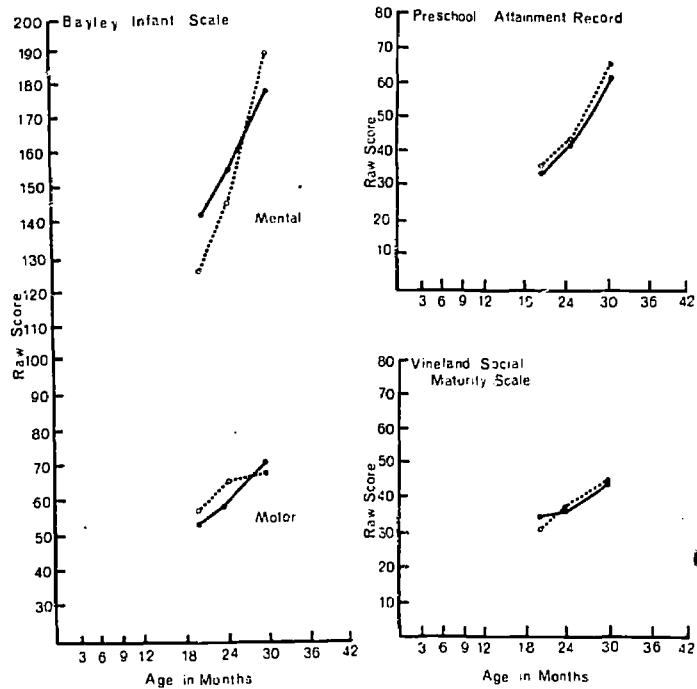 Bayley Infant Scale
200
190
180
170
160
150
140
130
120
110
100
90
80
70
60
50
40
30
Raw Score
Mental
Motor
3 6 9 12 18 24 30 36 42
Age in Months
Preschool Attainment Record
80
70
60
50
40
30
20
10
Raw Score
3 6 9 12 18 24 30 36 42
Vineland Social
Maturity Scale
80
70
60
50
40
30
20
10
Raw Score
3 6 9 12 18 24 30 36 42
Age in Months